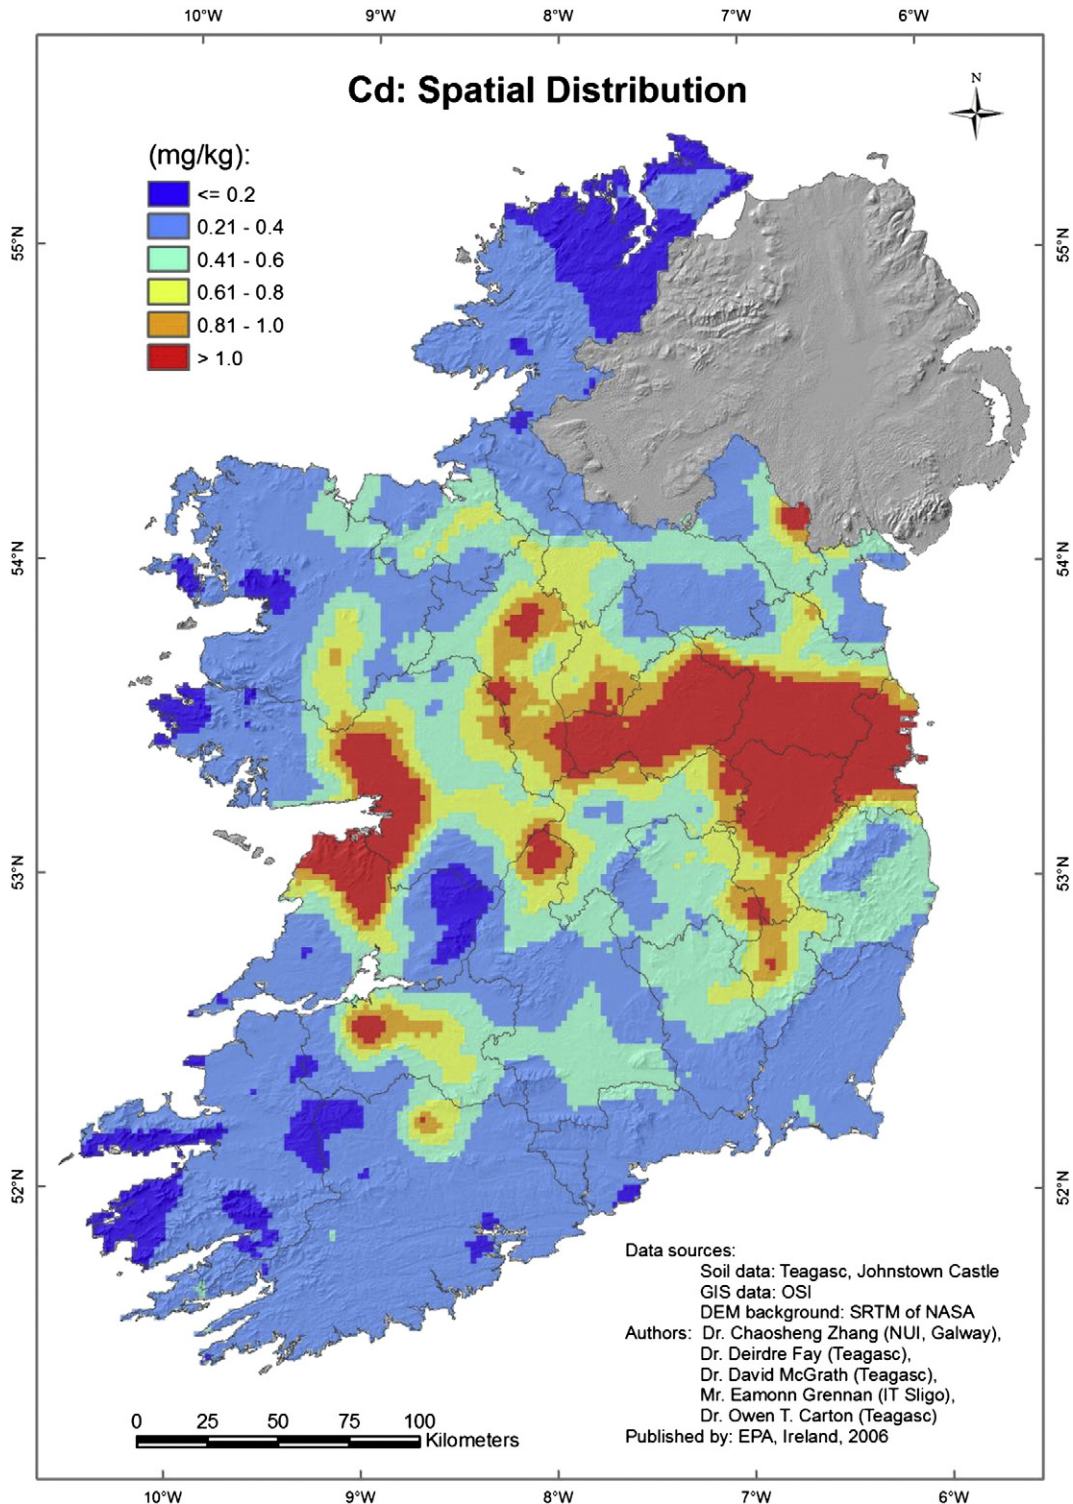 10°W 9°W 8°W 7°W 6°W
Cd: Spatial Distribution
N
(mg/kg):
<= 0.2
0.21 - 0.4
0.41 - 0.6
0.61 - 0.8
0.81 - 1.0
> 1.0
55°N 55°N
54°N 54°N
53°N 53°N
52°N 52°N
Data sources:
Soil data: Teagasc, Johnstown Castle
GIS data: OSI
DEM background: SRTM of NASA
Authors: Dr. Chaosheng Zhang (NUI, Galway),
Dr. Deirdre Fay (Teagasc),
Dr. David McGrath (Teagasc),
Mr. Eamonn Grennan (IT Sligo),
Dr. Owen T. Carton (Teagasc)
Published by: EPA, Ireland, 2006
0 25 50 75 100
Kilometers
10°W 9°W 8°W 7°W 6°W